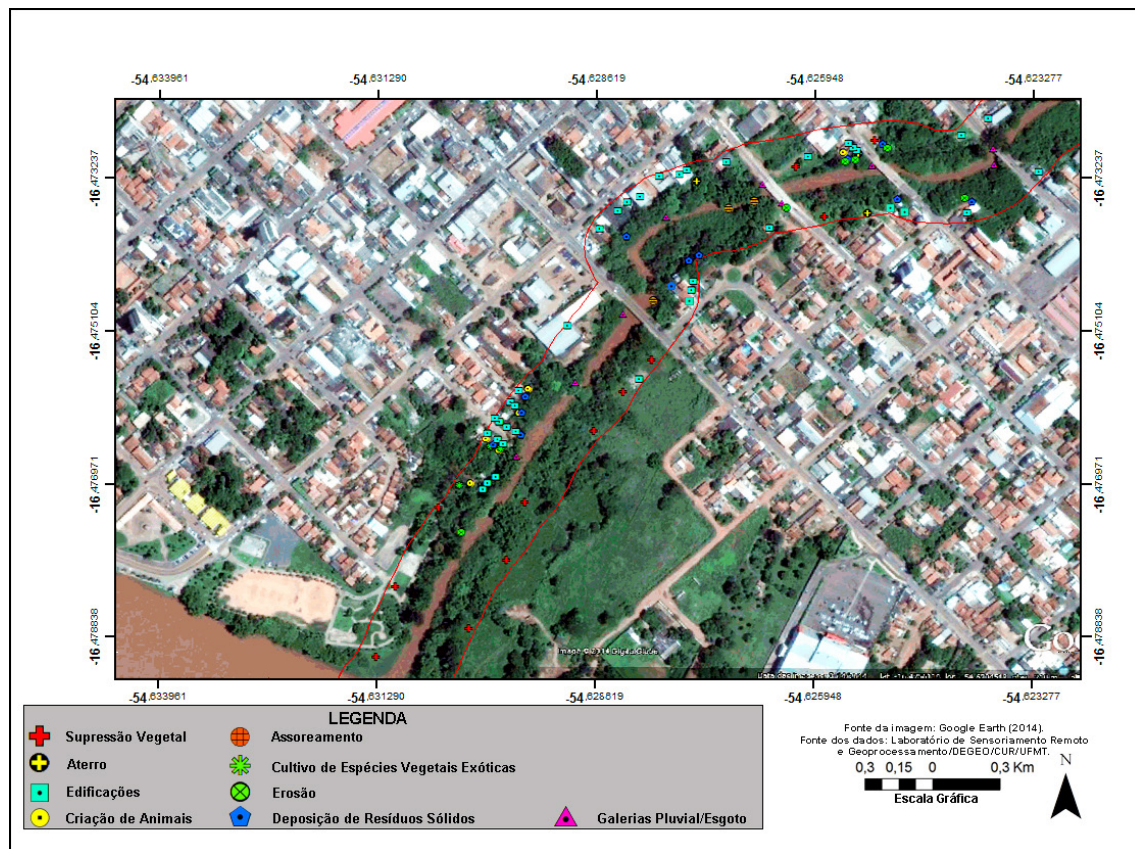 -54,633961 -54,631290 -54,628619 -54,625948 -54,623277
-16,473237 -16,473237
-16,475104 -16,475104
-16,476971 -16,476971
-16,478838 -16,478838
Goo
-54,633961 -54,631290 -54,628619 -54,625948 -54,623277
LEGENDA
Supressão Vegetal
Assoreamento
Aterro
Cultivo de Espécies Vegetais Exóticas
Edificações
Erosão
Criação de Animais
Deposição de Resíduos Sólidos
Galerias Pluvial/Esgoto
Fonte da imagem: Google Earth (2014).
Fonte dos dados: Laboratório de Sensoriamento Remoto
e Geoprocessamento/DEGEO/CUR/UFMT.
0,3 0,15 0 0,3 Km
Escala Gráfica
N